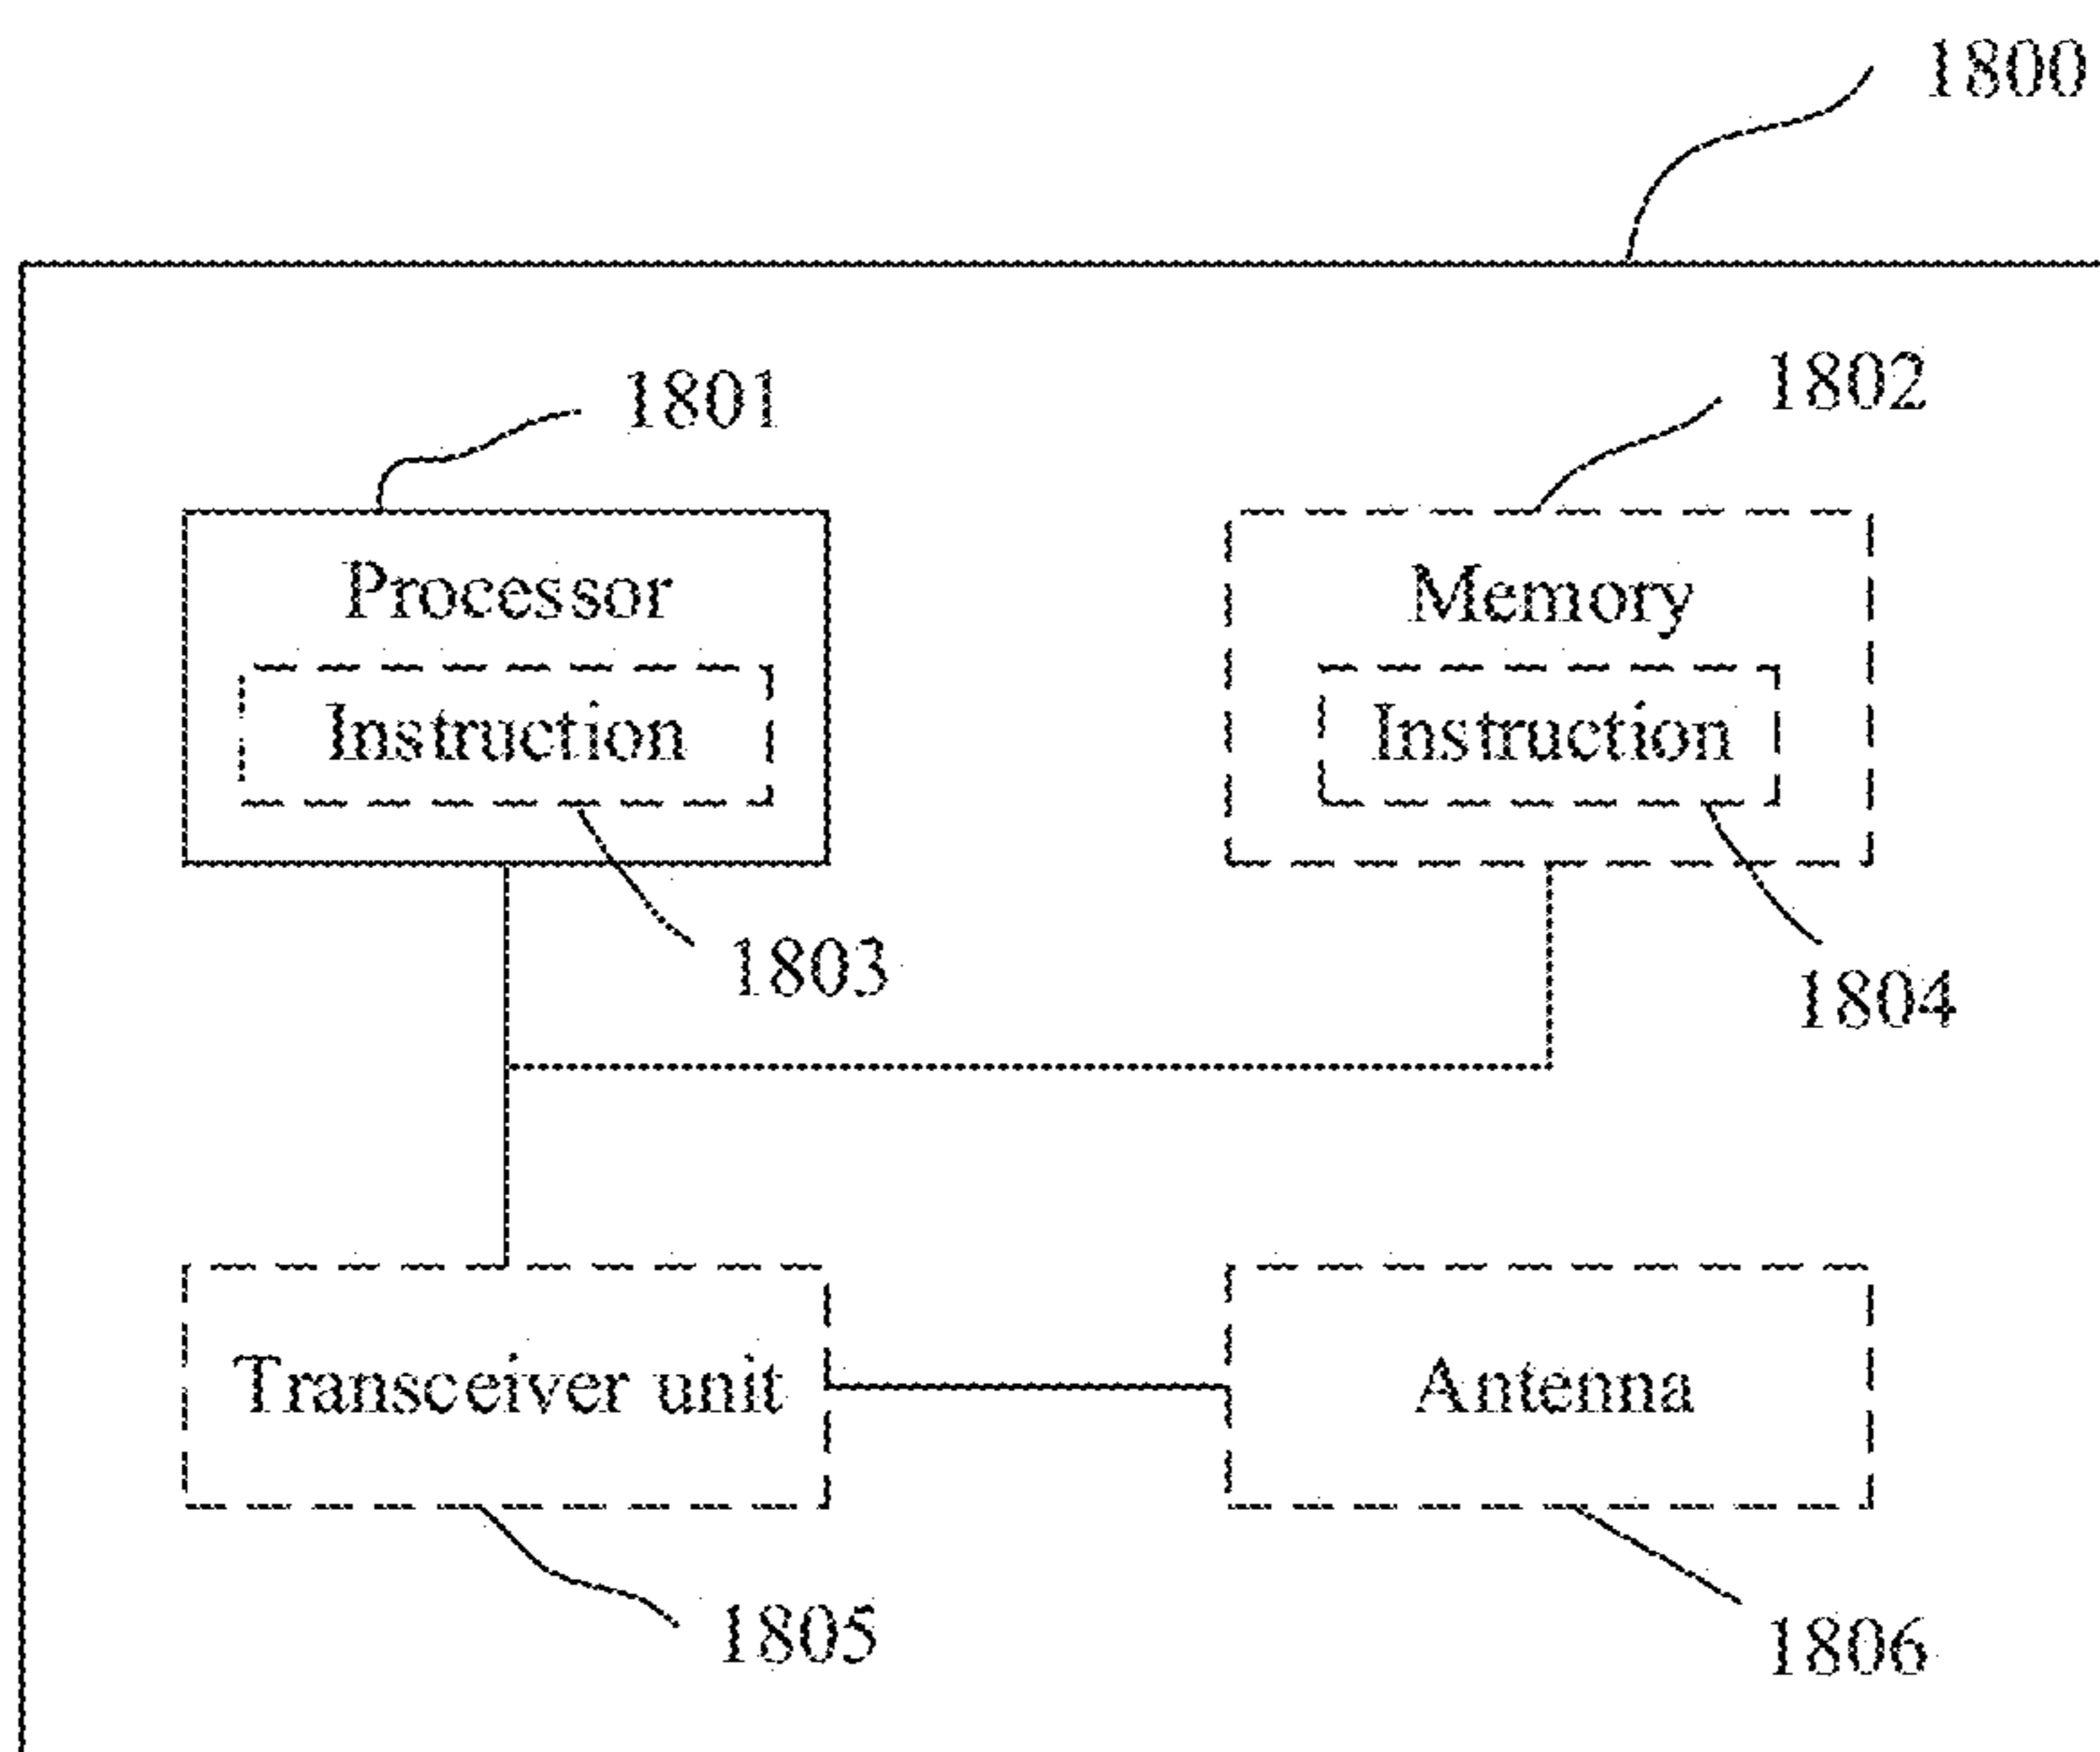 1800
1801
1802
Processor
Memory
Instruction
Instruction
1803
1804
Transceiver unit
Antenna
1805
1806